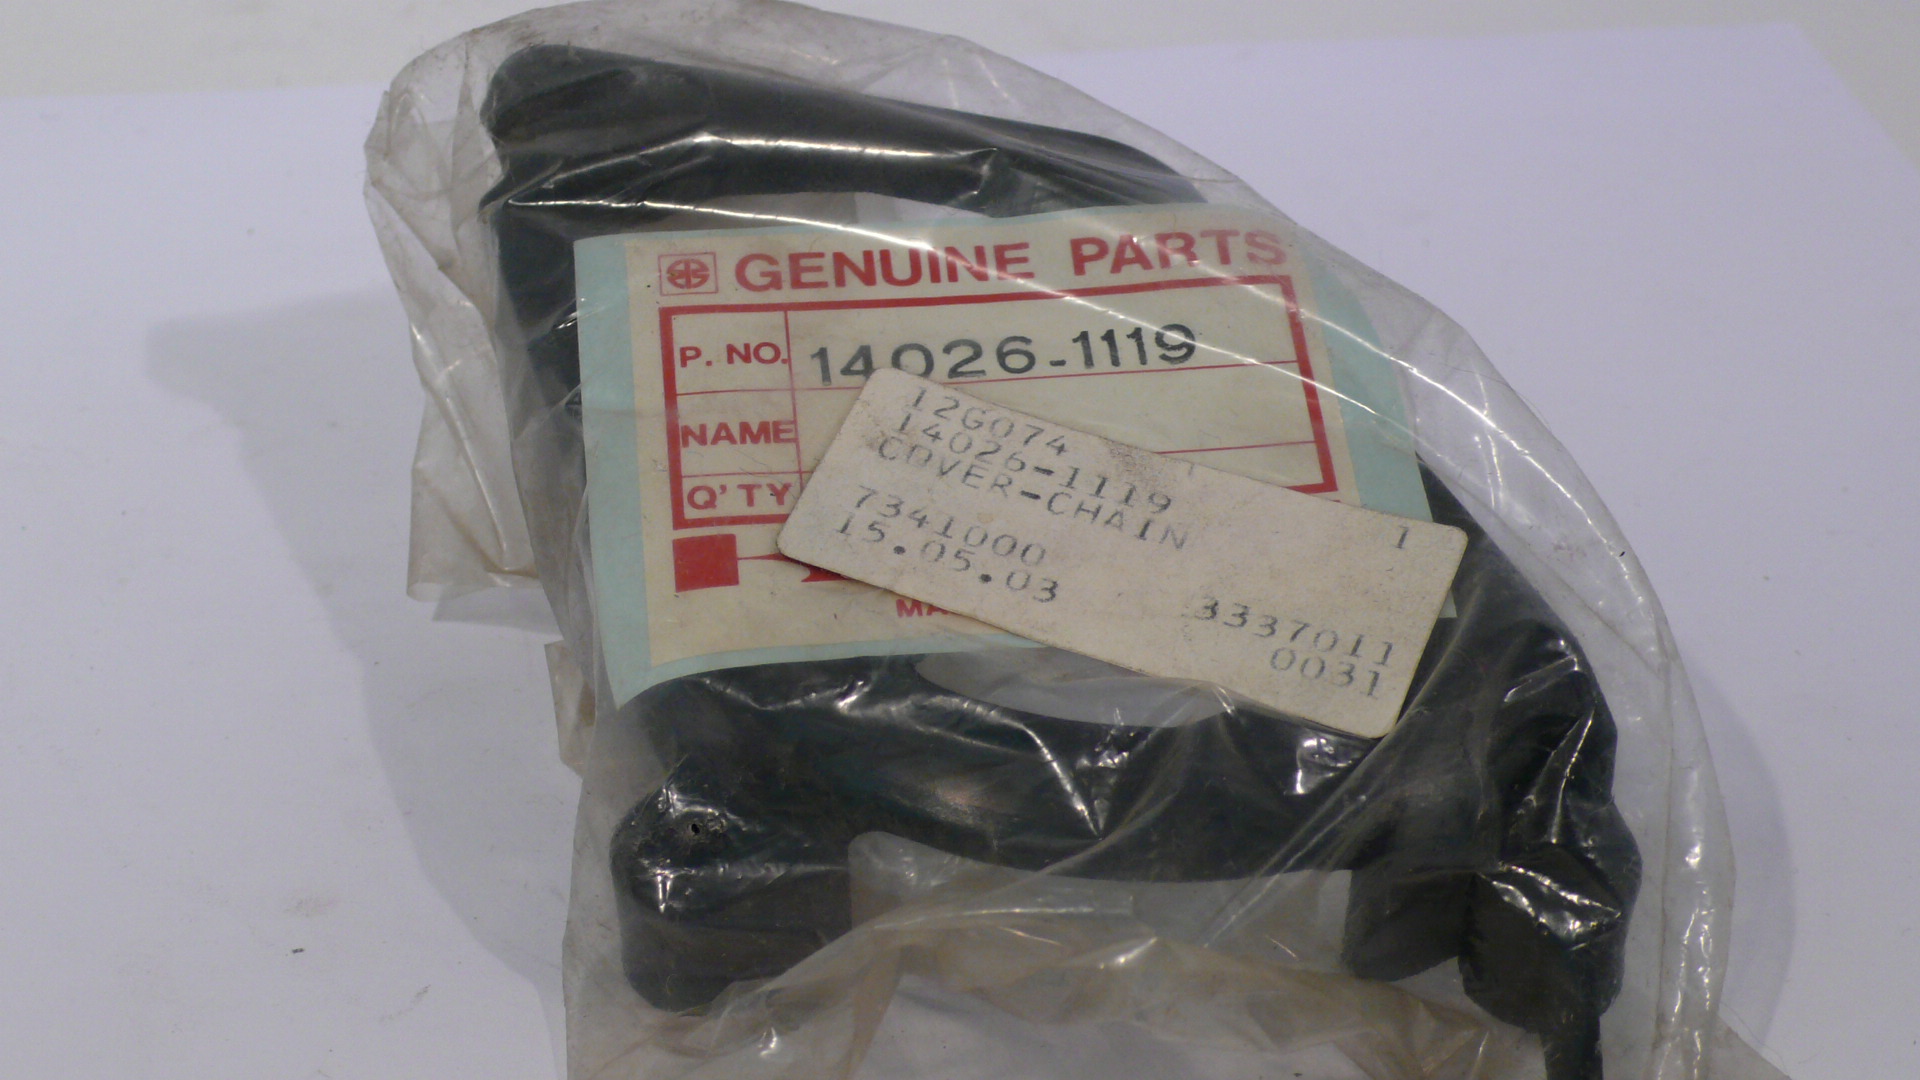 GENUINE PARTS
P. NO. 14026-1119
NAME
Q'TY
12G074
14026-1119 1
COVER-CHAIN
7341000 3337011
15.05.03 0031